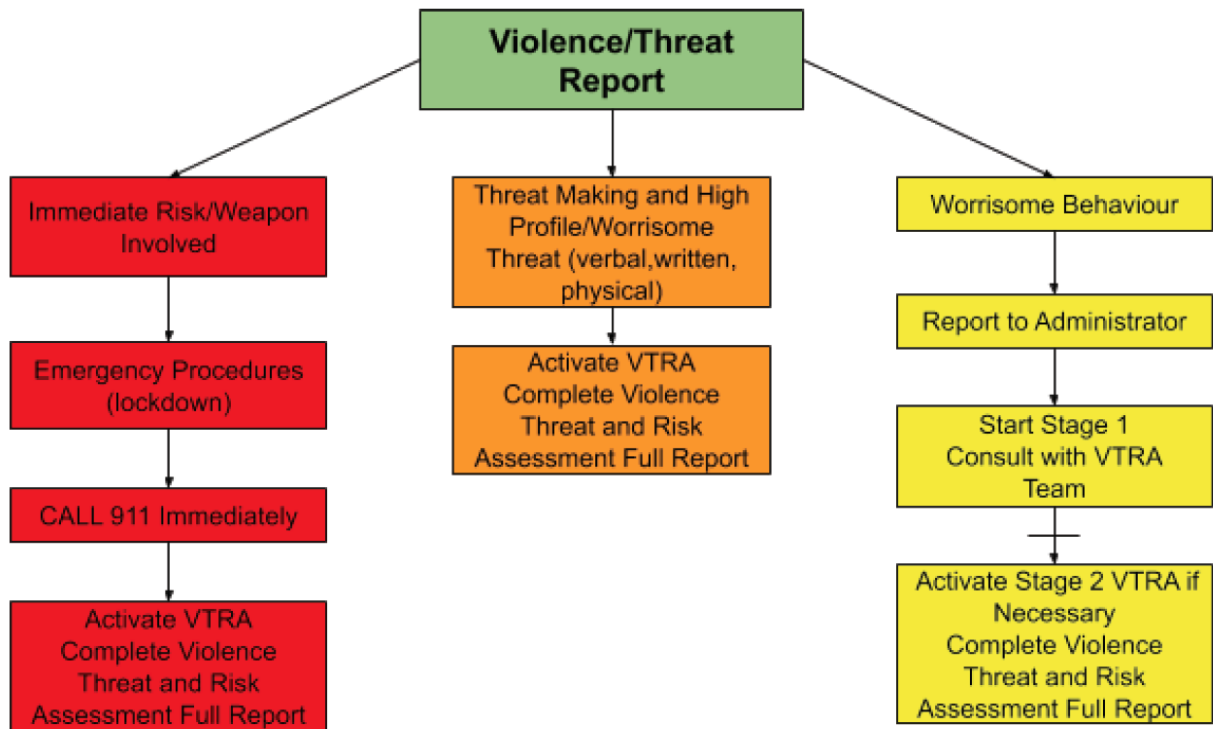 Violence/Threat
Report
Immediate Risk/Weapon
Involved
Emergency Procedures
(lockdown)
CALL 911 Immediately
Activate VTRA
Complete Violence
Threat and Risk
Assessment Full Report
Threat Making and High
Profile/Worrisome
Threat (verbal,written,
physical)
Activate VTRA
Complete Violence
Threat and Risk
Assessment Full Report
Worrisome Behaviour
Report to Administrator
Start Stage 1
Consult with VTRA
Team
Activate Stage 2 VTRA if
Necessary
Complete Violence
Threat and Risk
Assessment Full Report